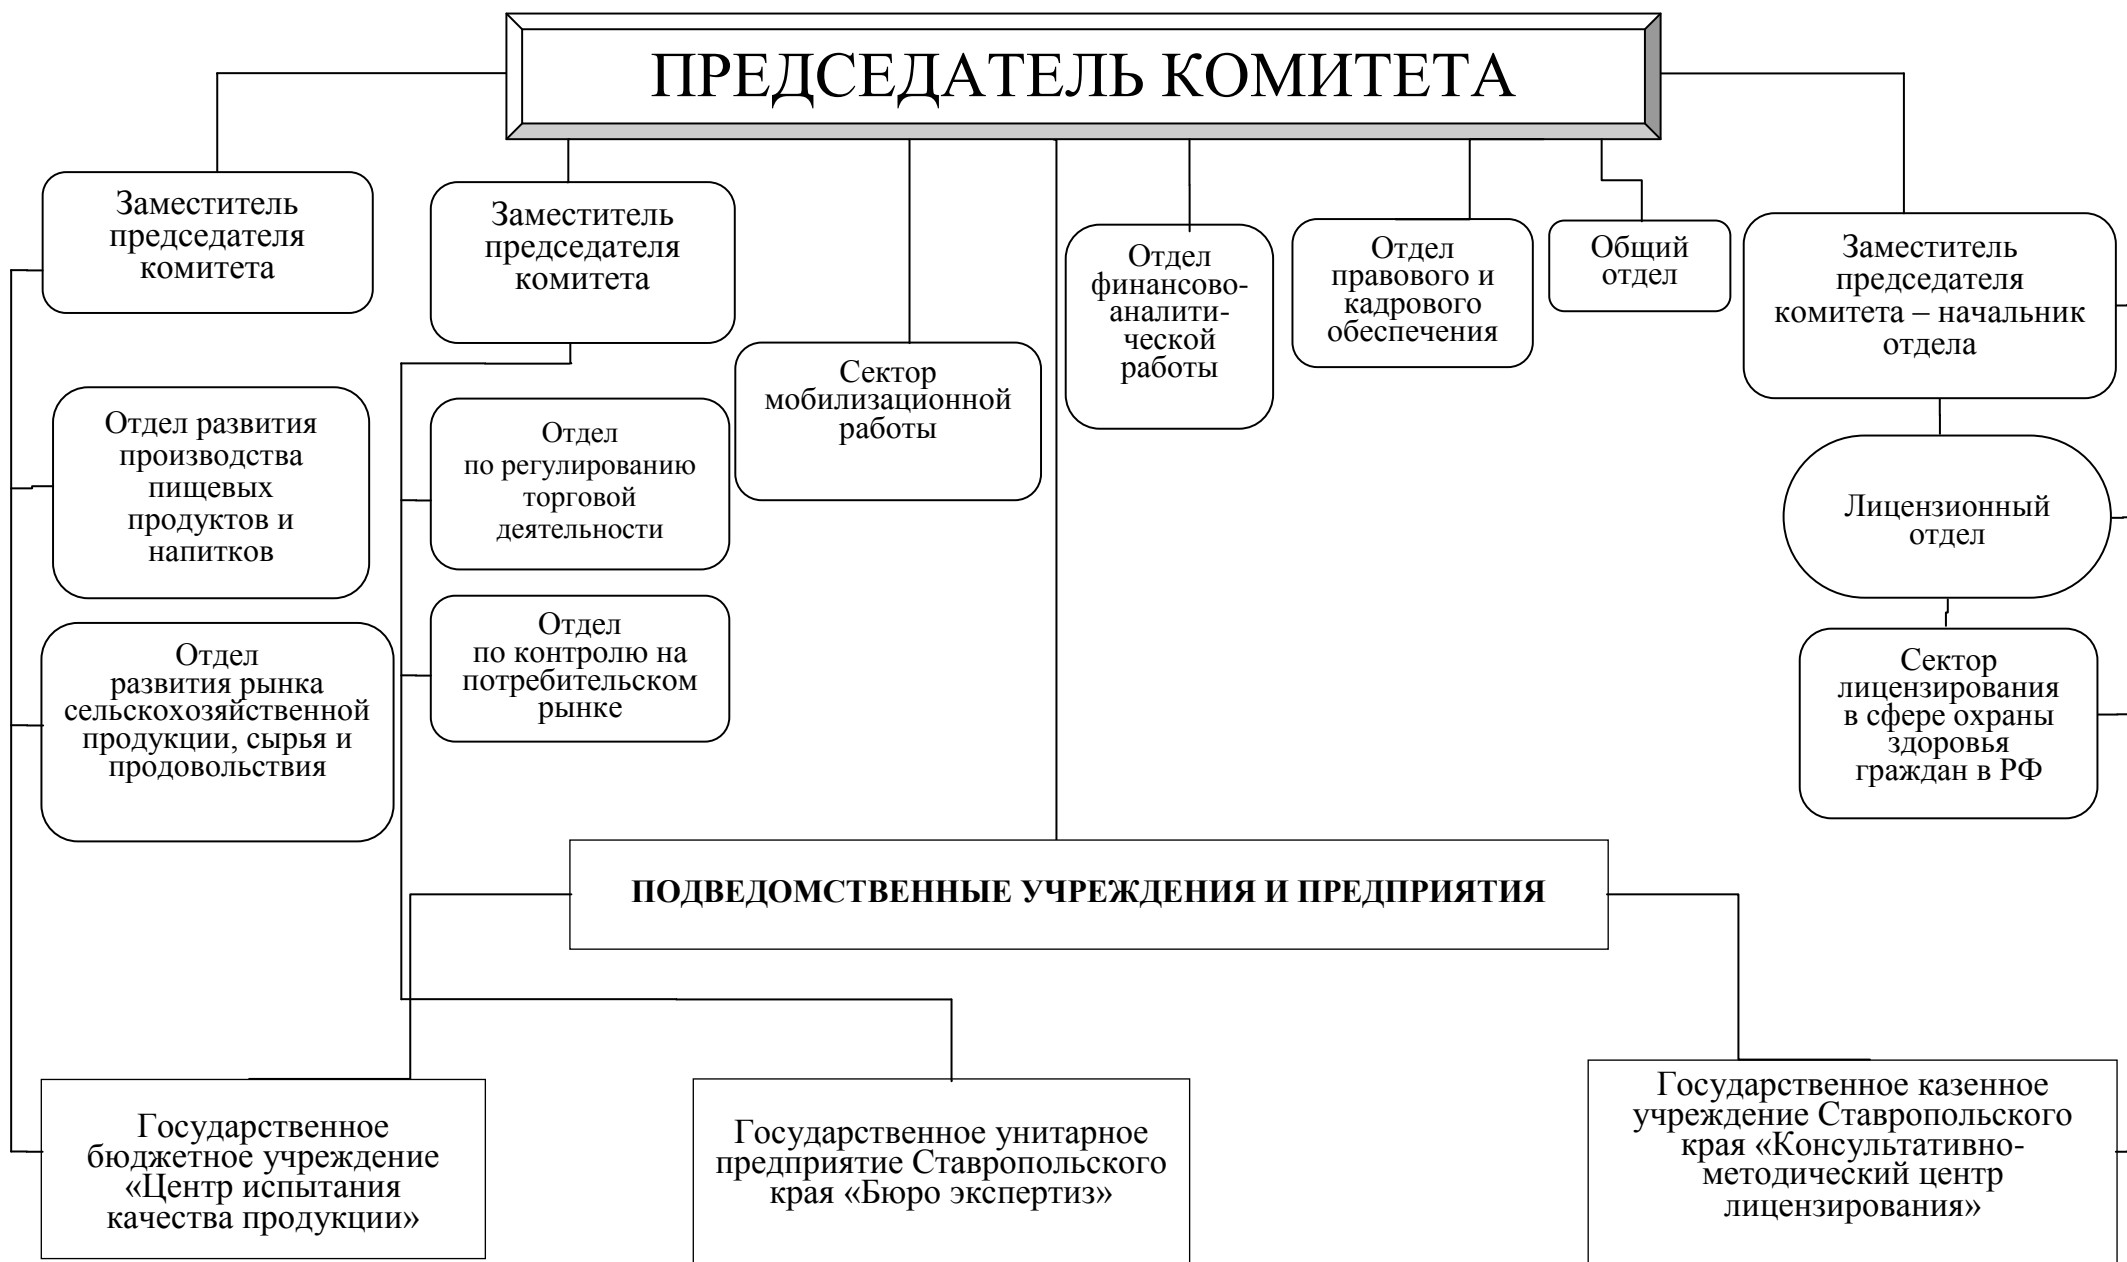 ПРЕДСЕДАТЕЛЬ КОМИТЕТА
Заместитель
председателя
комитета
Заместитель
председателя
комитета
Отдел
финансово-
аналити-
ческой
работы
Отдел
правового и
кадрового
обеспечения
Общий
отдел
Заместитель
председателя
комитета – начальник
отдела
Сектор
мобилизационной
работы
Отдел развития
производства
пищевых
продуктов и
напитков
Отдел
по регулированию
торговой
деятельности
Лицензионный
отдел
Отдел
развития рынка
сельскохозяйственной
продукции, сырья и
продовольствия
Отдел
по контролю на
потребительском
рынке
Сектор
лицензирования
в сфере охраны
здоровья
граждан в РФ
ПОДВЕДОМСТВЕННЫЕ УЧРЕЖДЕНИЯ И ПРЕДПРИЯТИЯ
Государственное
бюджетное учреждение
«Центр испытания
качества продукции»
Государственное унитарное
предприятие Ставропольского
края «Бюро экспертиз»
Государственное казенное
учреждение Ставропольского
края «Консультативно-
методический центр
лицензирования»